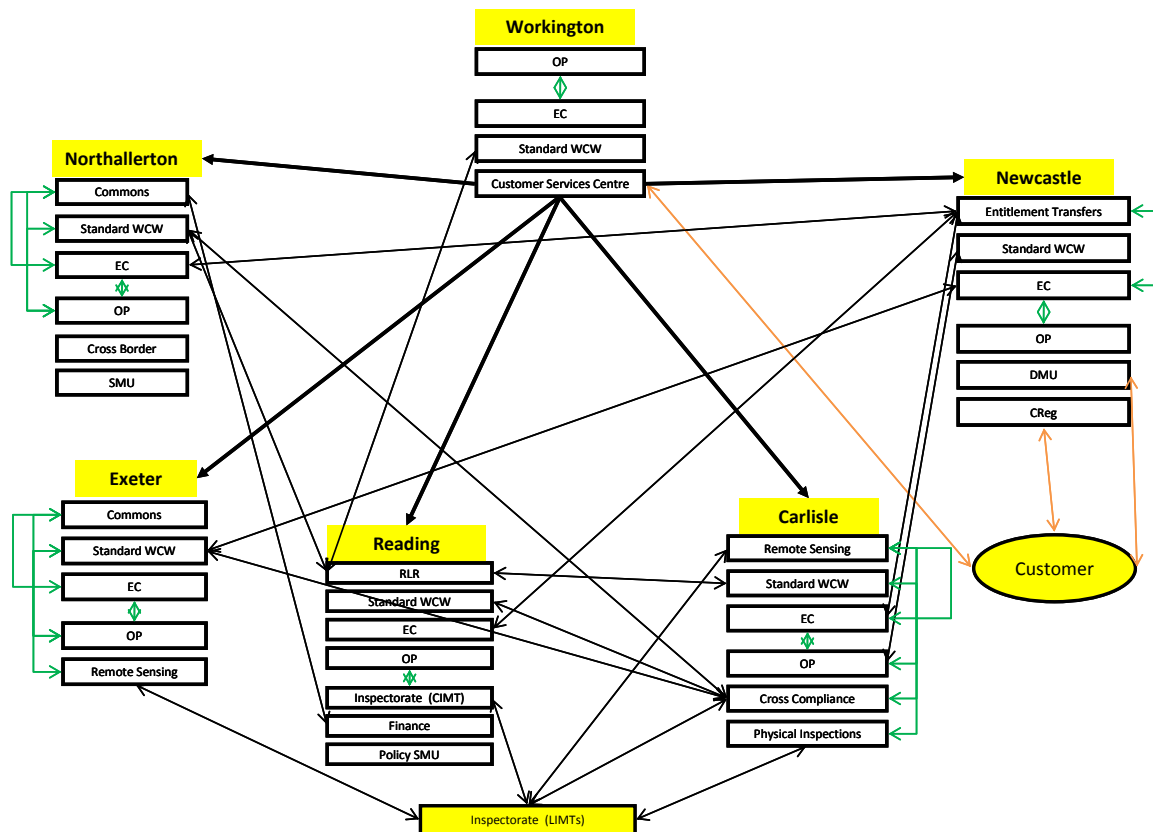 Workington
OP
EC
Standard WCW
Customer Services Centre
Northallerton
Commons
Standard WCW
EC
OP
Cross Border
SMU
Newcastle
Entitlement Transfers
Standard WCW
EC
OP
DMU
CReg
Exeter
Commons
Standard WCW
EC
OP
Remote Sensing
Reading
RLR
Standard WCW
EC
OP
Inspectorate (CIMT)
Finance
Policy SMU
Carlisle
Remote Sensing
Standard WCW
EC
OP
Cross Compliance
Physical Inspections
Customer
Inspectorate (LIMTs)